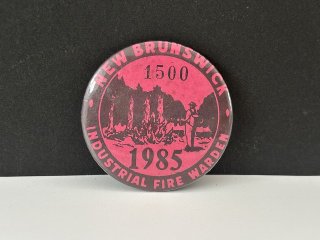 NEW BRUNSWICK
1500
1985
INDUSTRIAL FIRE WARDEN